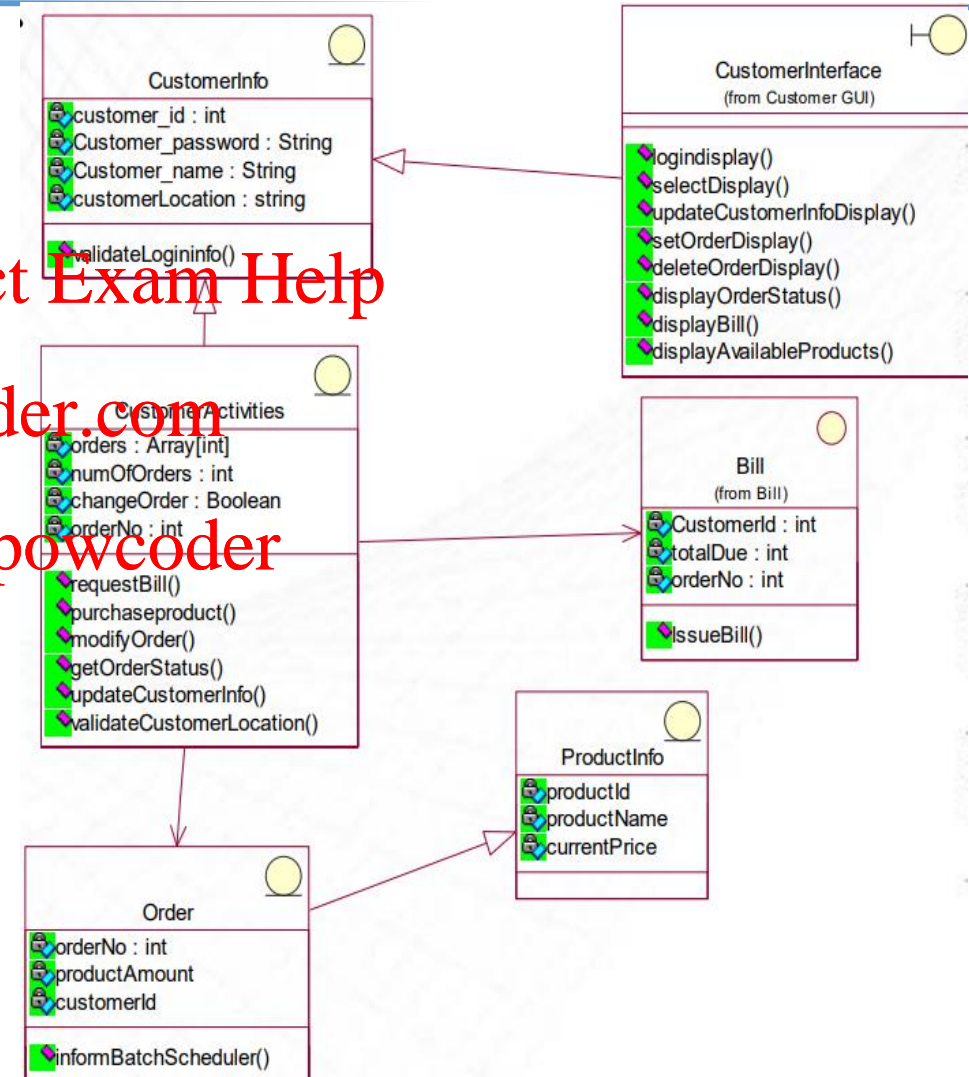 CustomerInfo
customer_id : int
Customer_password : String
Customer_name : String
customerLocation : string
validateLogininfo()
CustomerInterface
(from Customer GUI)
logindisplay()
selectDisplay()
updateCustomerInfoDisplay()
setOrderDisplay()
deleteOrderDisplay()
displayOrderStatus()
displayBill()
displayAvailableProducts()
ct Exam Help
CustomerActivities
der.com
orders : Array[int]
numOfOrders : int
changeOrder : Boolean
orderNo : int
powcoder
requestBill()
purchaseproduct()
modifyOrder()
getOrderStatus()
updateCustomerInfo()
validateCustomerLocation()
Bill
(from Bill)
CustomerId : int
totalDue : int
orderNo : int
IssueBill()
ProductInfo
productId
productName
currentPrice
Order
orderNo : int
productAmount
customerId
informBatchScheduler()